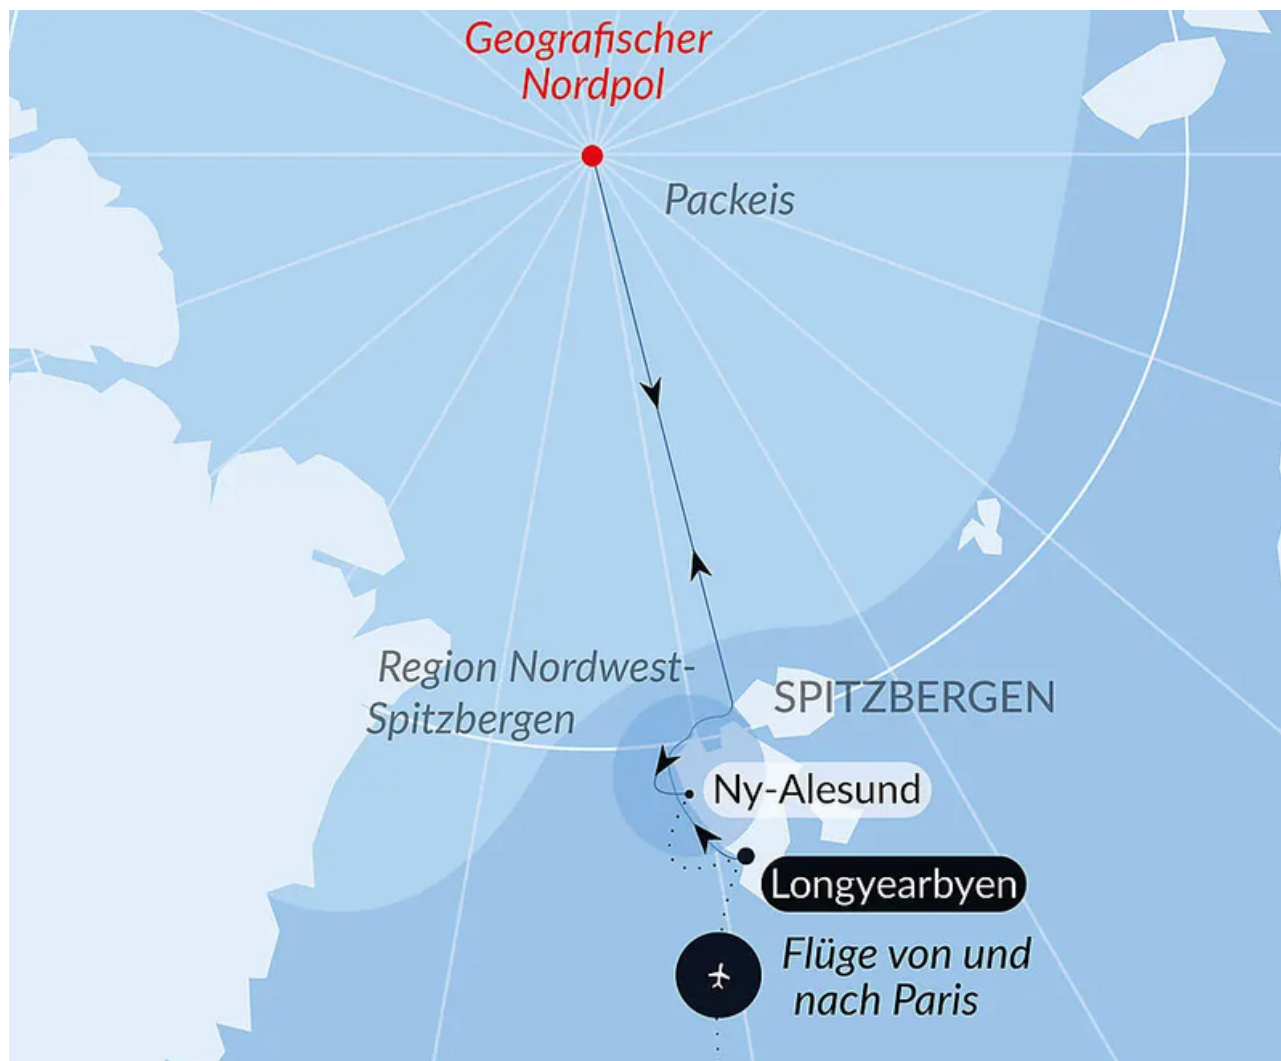 Geografischer
Nordpol
Packeis
Region Nordwest-
Spitzbergen
SPITZBERGEN
Ny-Alesund
Longyearbyen
Flüge von und
nach Paris